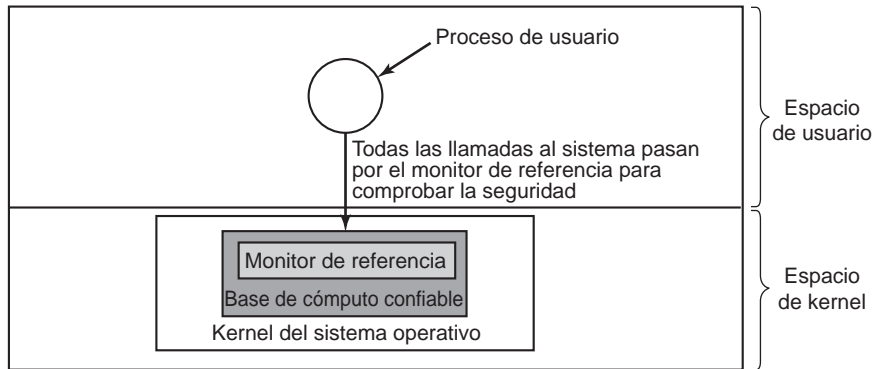 Proceso de usuario
Espacio
de usuario
Todas las llamadas al sistema pasan
por el monitor de referencia para
comprobar la seguridad
Monitor de referencia
Base de cómputo confiable
Kernel del sistema operativo
Espacio
de kernel